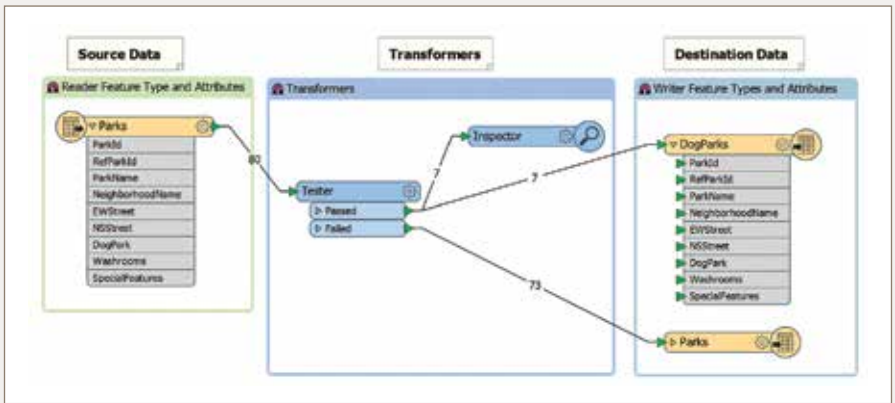 Source Data
Transformers
Destination Data
Reader Feature Type and Attributes
Transformers
Writer Feature Types and Attributes
Parks
ParkId
RefParkId
ParkName
NeighborhoodName
EWStreet
NSStreet
DogPark
Washrooms
SpecialFeatures
80
Tester
Passed
Failed
Inspector
7
7
73
DogParks
ParkId
RefParkId
ParkName
NeighborhoodName
EWStreet
NSStreet
DogPark
Washrooms
SpecialFeatures
Parks